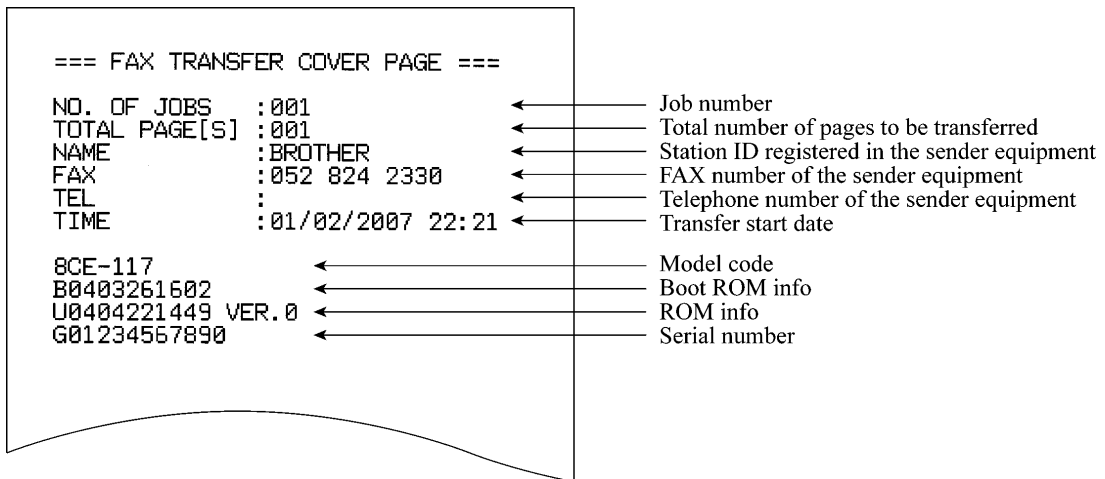 === FAX TRANSFER COVER PAGE ===
NO. OF JOBS :001 Job number
TOTAL PAGE[S] :001 Total number of pages to be transferred
NAME :BROTHER Station ID registered in the sender equipment
FAX :052 824 2330 FAX number of the sender equipment
TEL : Telephone number of the sender equipment
TIME :01/02/2007 22:21 Transfer start date
8CE-117 Model code
B0403261602 Boot ROM info
U0404221449 VER.0 ROM info
G01234567890 Serial number